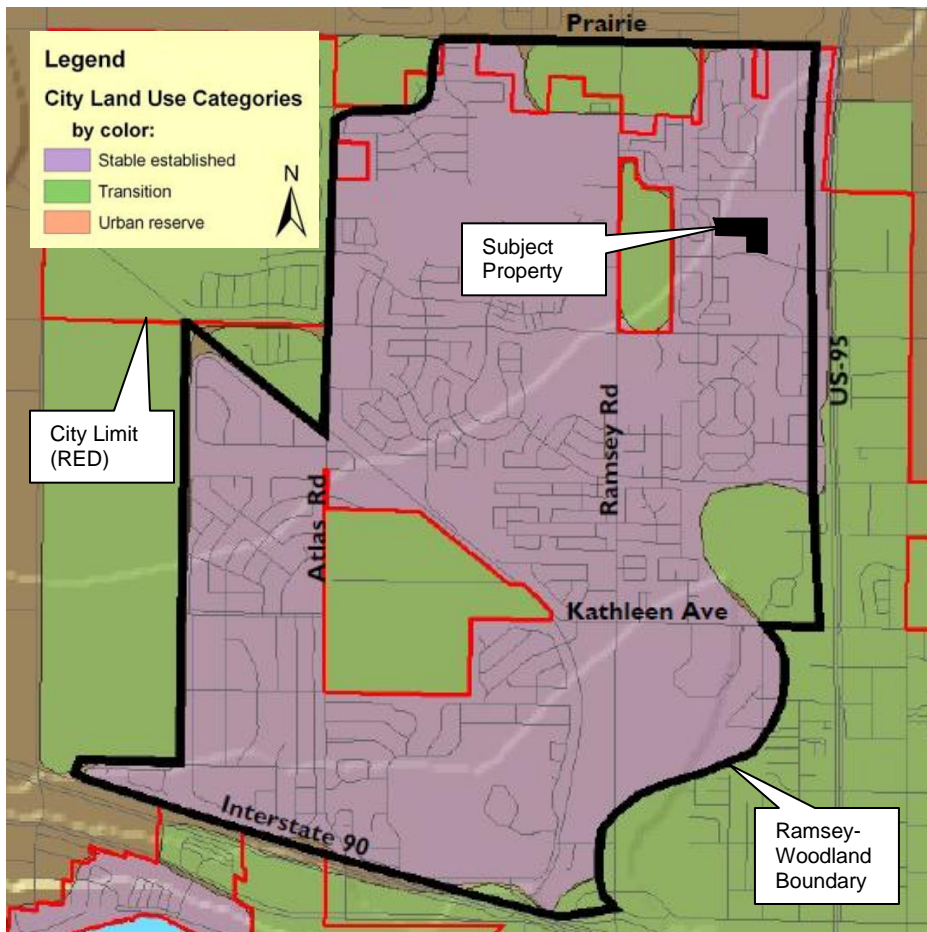 Prairie
Legend
City Land Use Categories
by color:
Stable established
Transition
Urban reserve
N
Subject
Property
City Limit
(RED)
US-95
Ramsey Rd
Atlas Rd
Kathleen Ave
Interstate 90
Ramsey-
Woodland
Boundary